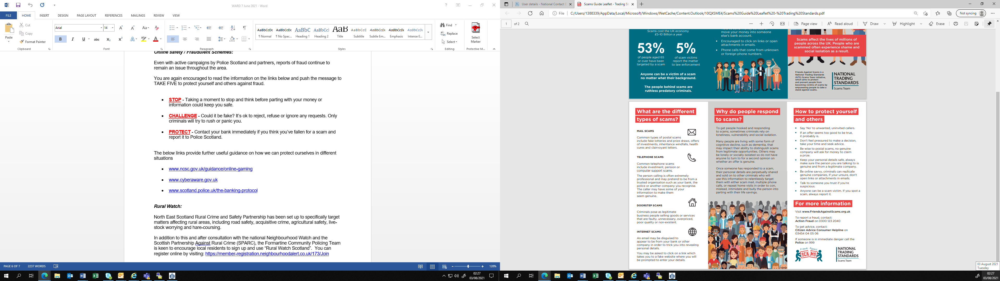 WARD 7 June 2021 - Word
FILE
HOME
INSERT
DESIGN
PAGE LAYOUT
REFERENCES
MAILINGS
REVIEW
VIEW
Paste
Cut
Copy
Format Painter
Clipboard
Arial
14
Font
Paragraph
AaBbCcDc
¶ Normal
AaBbCcDc
¶ No Spac...
AaBbC
Heading 1
AaBbCcl
Heading 2
AaB
Title
AaBbCcD
Subtitle
AaBbCcDt
Subtle Em...
AaBbCcDt
Emphasis
AaBbCcDt
Intense E...
Styles
Find
Replace
Select
Editing
Select
Marker
Protective M...
Online safety / Fraudulent Schemes:
Even with active campaigns by Police Scotland and partners, reports of fraud continue to
remain an issue throughout the area.
You are again encouraged to read the information on the links below and push the message to
TAKE FIVE to protect yourself and others against fraud.
• STOP - Taking a moment to stop and think before parting with your money or
information could keep you safe.
• CHALLENGE - Could it be fake? It's ok to reject, refuse or ignore any requests. Only
criminals will try to rush or panic you.
• PROTECT - Contact your bank immediately if you think you've fallen for a scam and
report it to Police Scotland.
The below links provide further useful guidance on how we can protect ourselves in different
situations
• www.ncsc.gov.uk/guidance/online-gaming
• www.cyberaware.gov.uk
• www.scotland.police.uk/the-banking-protocol
Rural Watch:
North East Scotland Rural Crime and Safety Partnership has been set up to specifically target
matters affecting rural areas, including road safety, acquisitive crime, agricultural safety, live-
stock worrying and hare-coursing.
In addition to this and after consultation with the national Neighbourhood Watch and the
Scottish Partnership Against Rural Crime (SPARC), the Formartine Community Policing Team
is keen to encourage local residents to sign up and use “Rural Watch Scotland”.  You can
register online by visiting: https://member-registration.neighbourhoodalert.co.uk/173/Join
PAGE 6 OF 7
2237 WORDS
120%
02:27
03/08/2021
User details - National Contact
Scams Guide Leaflet - Trading St
File
C:/Users/1388339/AppData/Local/Microsoft/Windows/INetCache/Content.Outlook/10QXSME4/Scams%20Guide%20Leaflet%20-%20Trading%20Standards.pdf
Not syncing
1
of 2
Page view
Read aloud
Draw
Highlight
Erase
Scams cost the UK economy
£5-10 Billion a year
53%
of people aged 65
or over have been
targeted by a scam
5%
of scam victims
report the matter
to law enforcement
Anyone can be a victim of a scam
no matter what their background.
The people behind scams are
ruthless predatory criminals.
move your money into someone
else's bank account.
• Encouraged to click on links or open
attachments in emails.
• Phone calls that come from unknown
or foreign phone numbers.
Scams affect the lives of millions of
people across the UK. People who are
scammed often experience shame and
social isolation as a result.
Friends Against Scams is a
National Trading Standards
(NTS) Scams Team initiative,
which aims to protect
and prevent people from
becoming victims of scams by
empowering people to take a
stand against scams.
NATIONAL
TRADING
STANDARDS
Scams Team
What are the different
types of scams?
MAIL SCAMS
Common types of postal scams
include fake lotteries and prize draws, offers
of investments, inheritance windfalls, health
cures and clairvoyant letters.
TELEPHONE SCAMS
Common telephone scams
include investment, pension or
computer support scams.
The person calling is often extremely
professional and may pretend to be from a
trusted organisation such as your bank, the
police or another company you recognise.
The caller may have some of your
information to make them
seem genuine.
DOORSTEP SCAMS
Criminals pose as legitimate
business people selling goods or services
that are faulty, unnecessary, overpriced,
poor quality or non-existent.
INTERNET SCAMS
An email may be disguised to
appear to be from your bank or other
company in order to trick you into revealing
personal details.
You may be asked to click on a link which
takes you to a fake website where you will
be prompted to enter your details.
Why do people respond
to scams?
To get people hooked and responding
to scams, sometimes criminals rely on
loneliness, vulnerability and social isolation.
Many people are living with some form of
cognitive decline, such as dementia, that
may impact their ability to distinguish scams
from legitimate opportunities. Others may
be lonely or socially isolated so do not have
anyone to turn to for a second opinion on
whether an offer is genuine.
Once someone has responded to a scam,
their personal details are perpetually shared
and sold on to other criminals who will
use this information to relentlessly target
them with either scam mail, multiple phone
calls, or repeat home visits in order to con,
mislead, intimidate and bully the person into
parting with their life savings.
How to protect yourself
and others
• Say 'No' to unwanted, uninvited callers.
• If an offer seems too good to be true,
it probably is.
• Don't feel pressured to make a decision,
take your time and seek advice.
• Be wise to postal scams, no genuine
company will ask for money to claim
a prize.
• Keep your personal details safe, always
make sure the person you are talking to is
genuine and from a legitimate company.
• Be online savvy, criminals can replicate
genuine companies, If your unsure, don't
open links or attachments in emails.
• Talk to someone you trust if you're
suspicious.
• Anyone can be a scam victim. If you spot a
scam, always report it.
For more information
Visit www.FriendsAgainstScams.org.uk
To report a fraud, contact:
Action Fraud on 0300 123 2040
To get advice, contact:
Citizen Advice Consumer Helpline on
03454 04 05 06
If someone is in immediate danger call the
Police on 999
Friends Against
SCAMS
NATIONAL
TRADING
STANDARDS
Scams Team
03 August 2021
Tuesday
02:27
03/08/2021